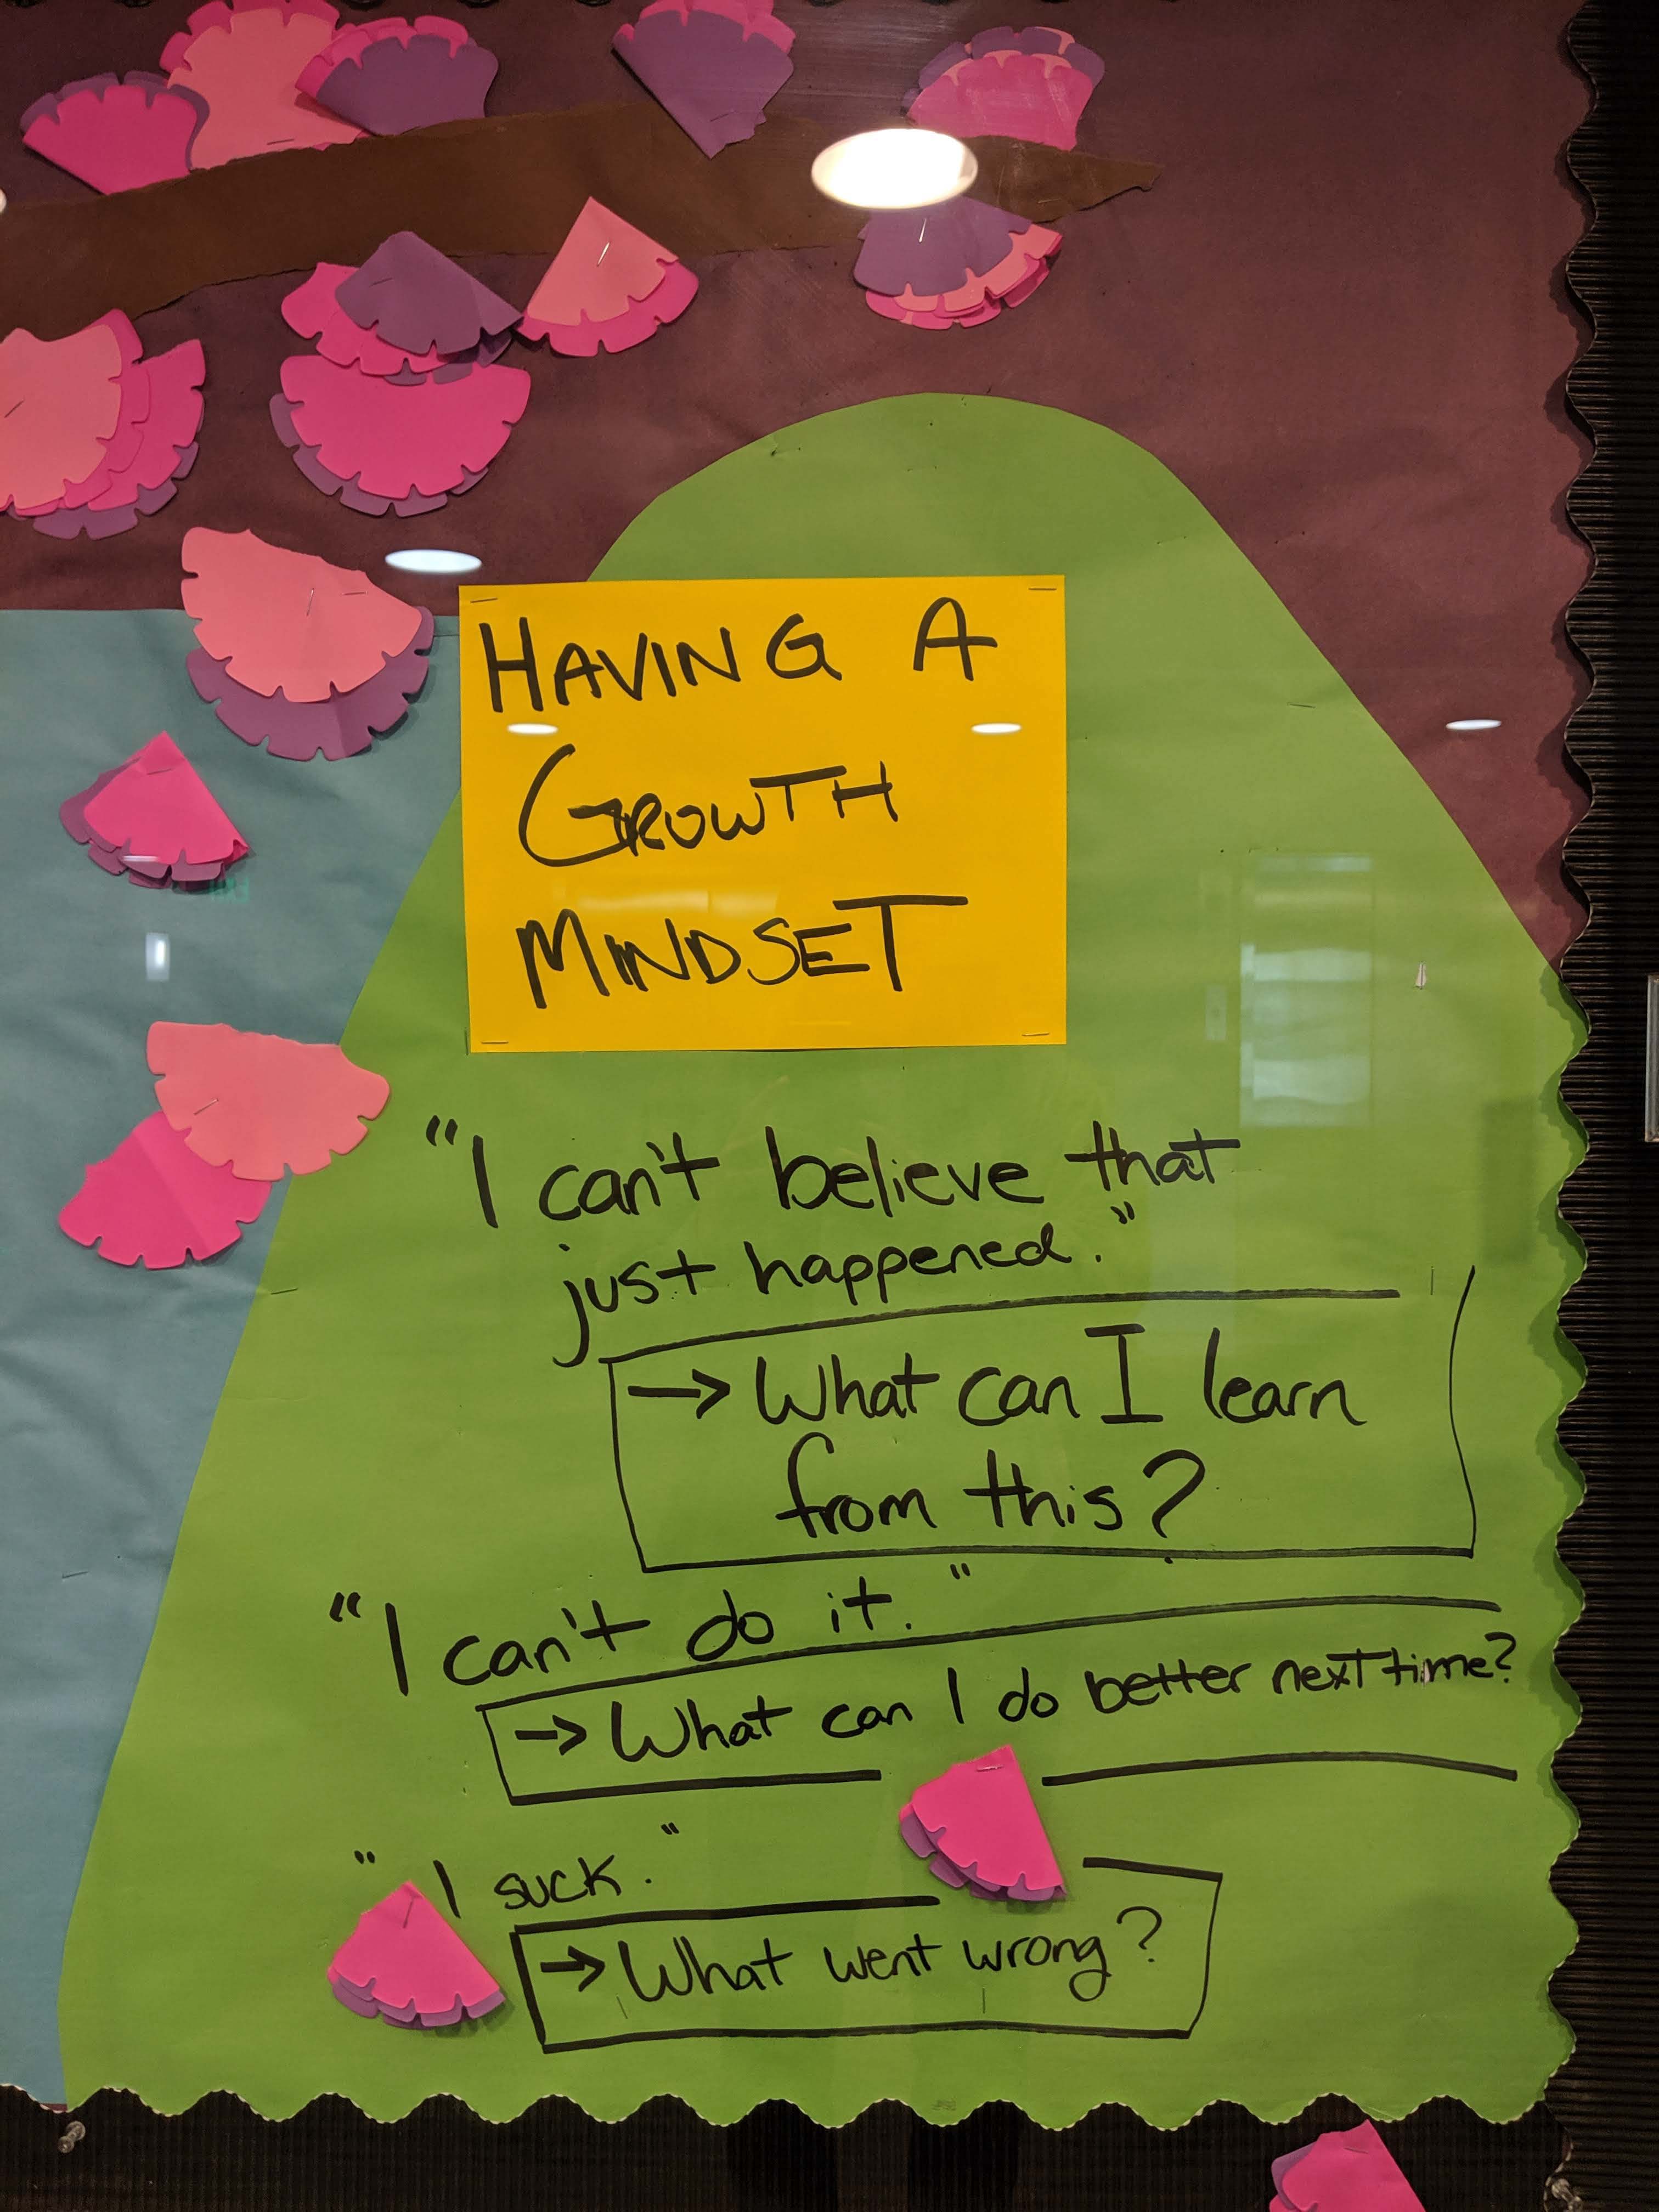 HAVING A
GROWTH
MINDSET
"I can't believe that
just happened."
→ What can I learn
from this?
"I can't do it."
→ What can I do better next time?
"I suck."
→ What went wrong?